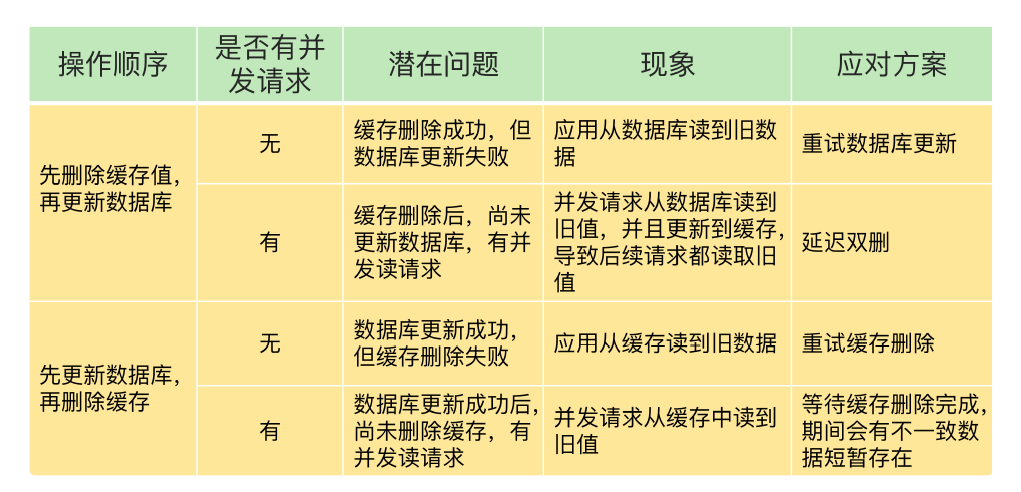 操作顺序
是否有并
发请求
潜在问题
现象
应对方案
先删除缓存值，
再更新数据库
无
缓存删除成功，但
数据库更新失败
应用从数据库读到旧数
据
重试数据库更新
有
缓存删除后，尚未
更新数据库，有并
发读请求
并发请求从数据库读到
旧值，并且更新到缓存，
导致后续请求都读取旧
值
延迟双删
先更新数据库，
再删除缓存
无
数据库更新成功，
但缓存删除失败
应用从缓存读到旧数据
重试缓存删除
有
数据库更新成功后，
尚未删除缓存，有
并发读请求
并发请求从缓存中读到
旧值
等待缓存删除完成，
期间会有不一致数
据短暂存在